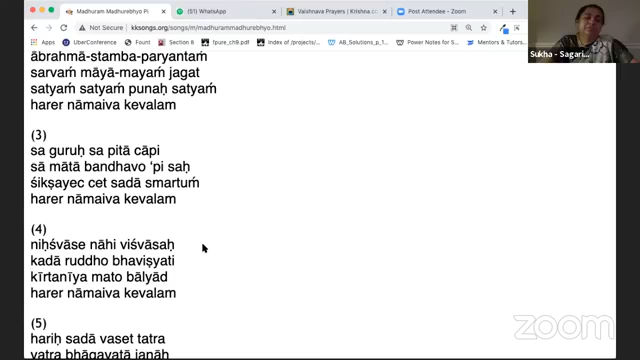 Madhuram Madhurebhyo Pi
WhatsApp
Vaishnava Prayers | Krishna.c
Post Attendee - Zoom
kksongs.org/songs/m/madhurammadhurebhyo.html
Apps
UberConference
Found
Section 8
fpure_ch9.pdf
Index of /projects/...
AB_Solutions_p_1...
Power Notes for S...
Mentors & Tutors
Sukha - Sagari...
ābrahmā-stamba-paryantaṁ
sarvaṁ māyā-mayaṁ jagat
satyaṁ satyaṁ punaḥ satyaṁ
harer nāmaiva kevalam
(3)
sa guruḥ sa pitā cāpi
sā mātā bandhavo ‘pi saḥ
śikṣayec cet sadā smartuṁ
harer nāmaiva kevalam
(4)
niḥśvāse nāhi viśvāsaḥ
kadā ruddho bhaviṣyati
kīrtanīya mato bālyād
harer nāmaiva kevalam
(5)
hariḥ sadā vaset tatra
yatra bhāgavatā janāḥ
zoom